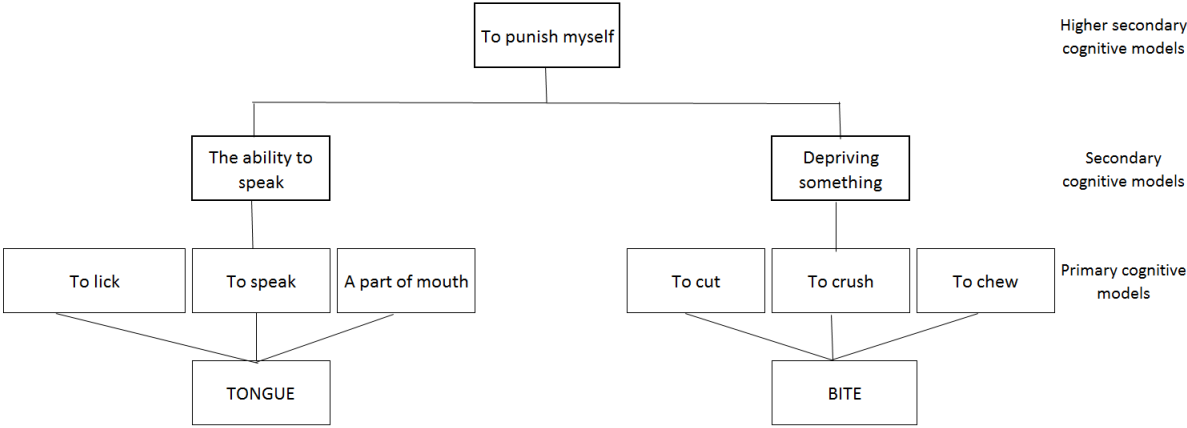 To punish myself
Higher secondary
cognitive models
The ability to
speak
Depriving
something
Secondary
cognitive models
To lick
To speak
A part of mouth
To cut
To crush
To chew
Primary cognitive
models
TONGUE
BITE